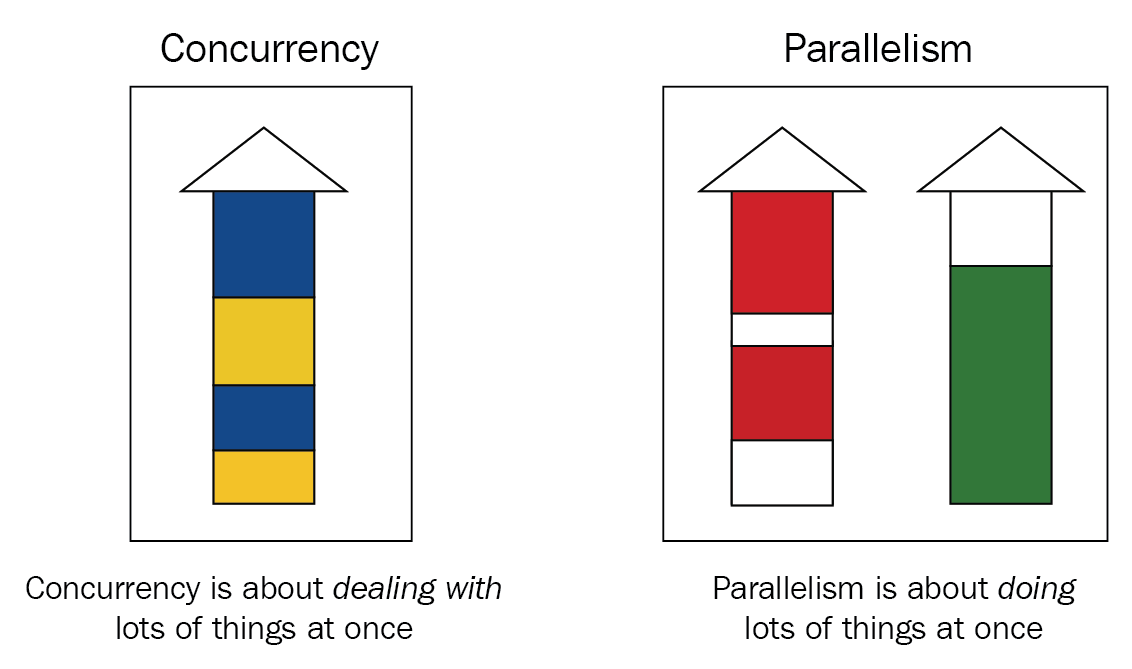 Concurrency
Parallelism
Concurrency is about dealing with
lots of things at once
Parallelism is about doing
lots of things at once